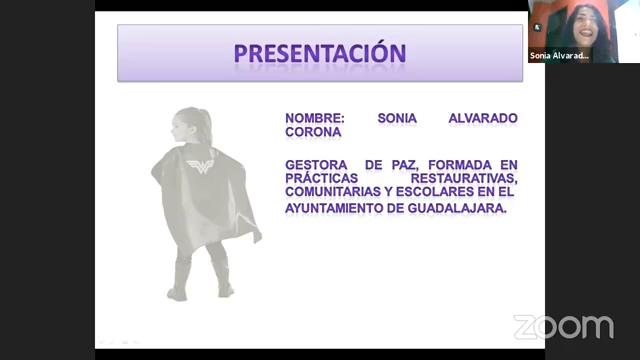 PRESENTACIÓN
Sonia Alvarad...
NOMBRE: SONIA ALVARADO
CORONA
GESTORA DE PAZ, FORMADA EN
PRÁCTICAS RESTAURATIVAS,
COMUNITARIAS Y ESCOLARES EN EL
AYUNTAMIENTO DE GUADALAJARA.
zoom